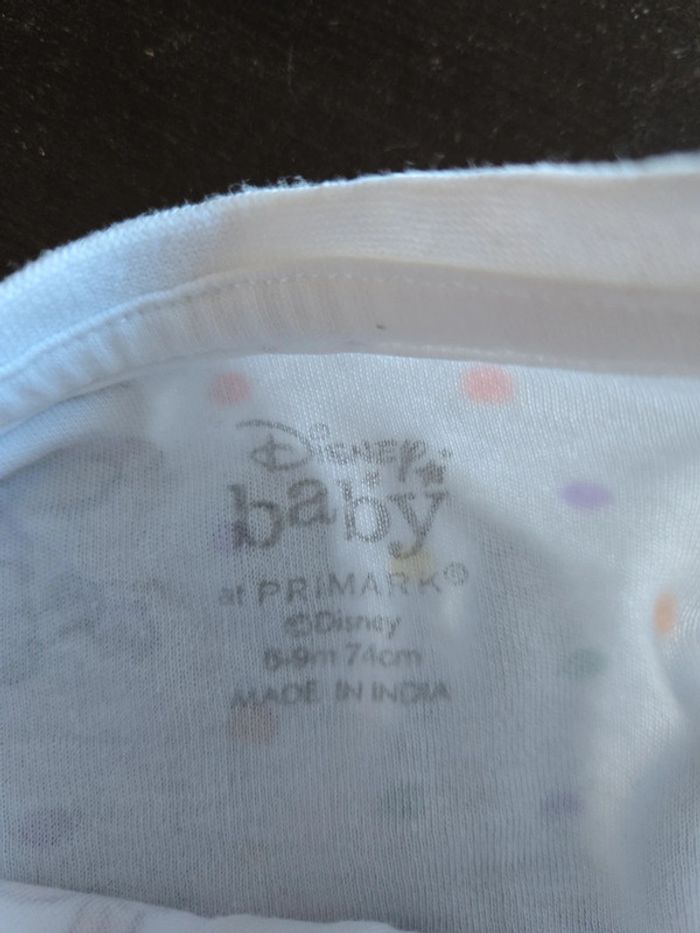 Disney
baby
at PRIMARK®
©Disney
6-9m 74cm
MADE IN INDIA